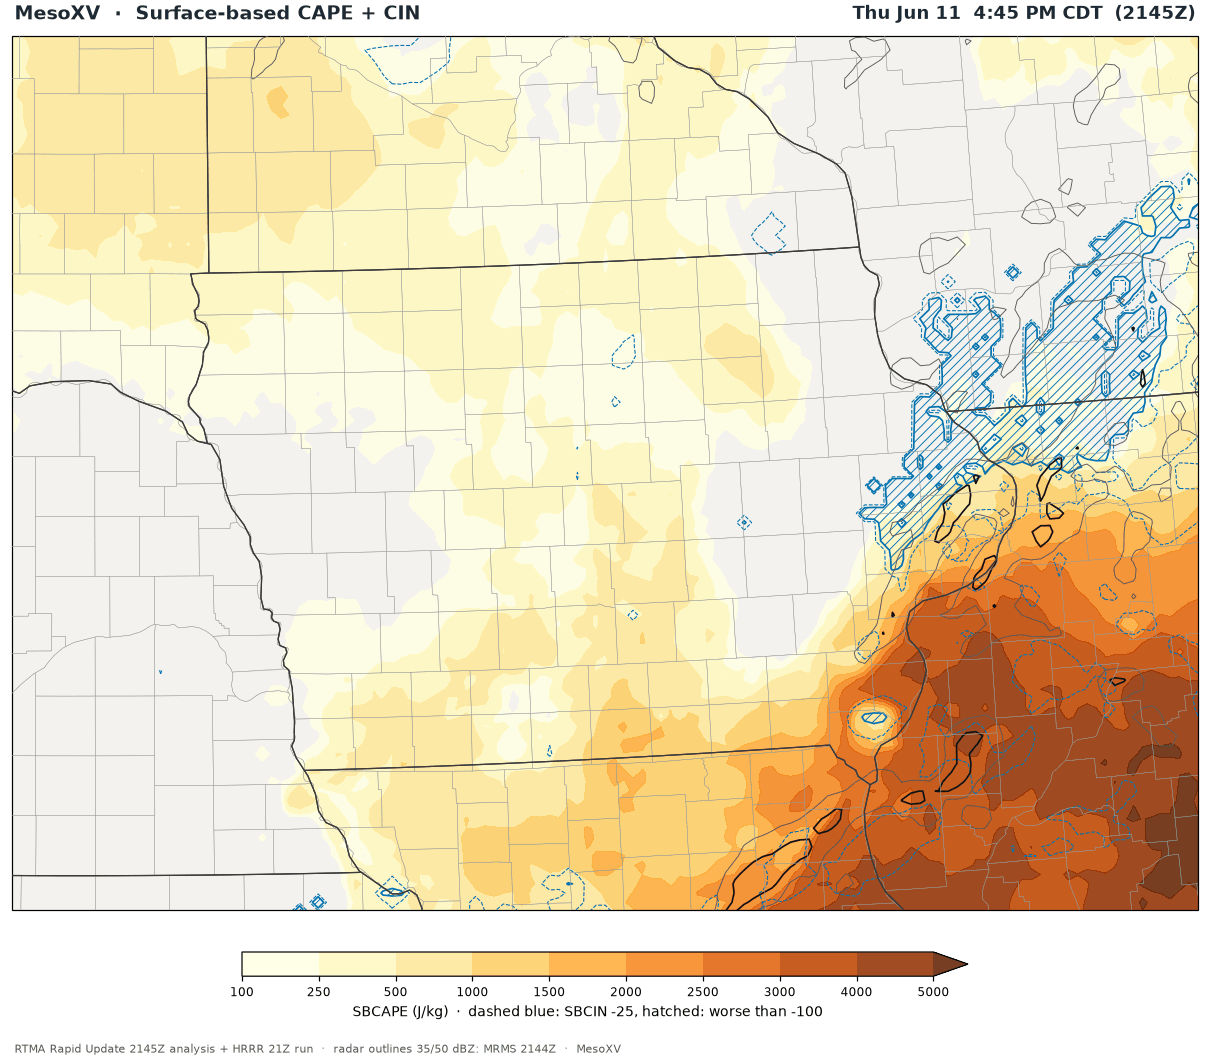 MesoXV · Surface-based CAPE + CIN
Thu Jun 11 4:45 PM CDT (2145Z)
100 250 500 1000 1500 2000 2500 3000 4000 5000
SBCAPE (J/kg) · dashed blue: SBCIN -25, hatched: worse than -100
RTMA Rapid Update 2145Z analysis + HRRR 21Z run · radar outlines 35/50 dBZ: MRMS 2144Z · MesoXV